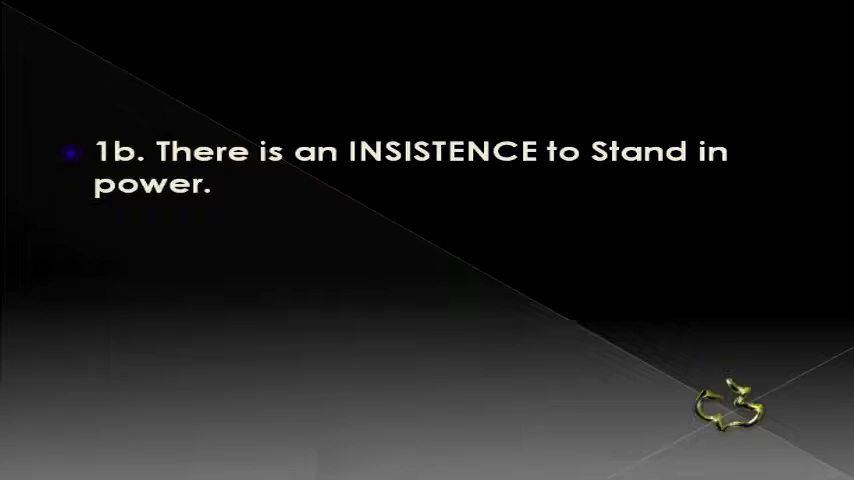 1b. There is an INSISTENCE to Stand in
power.